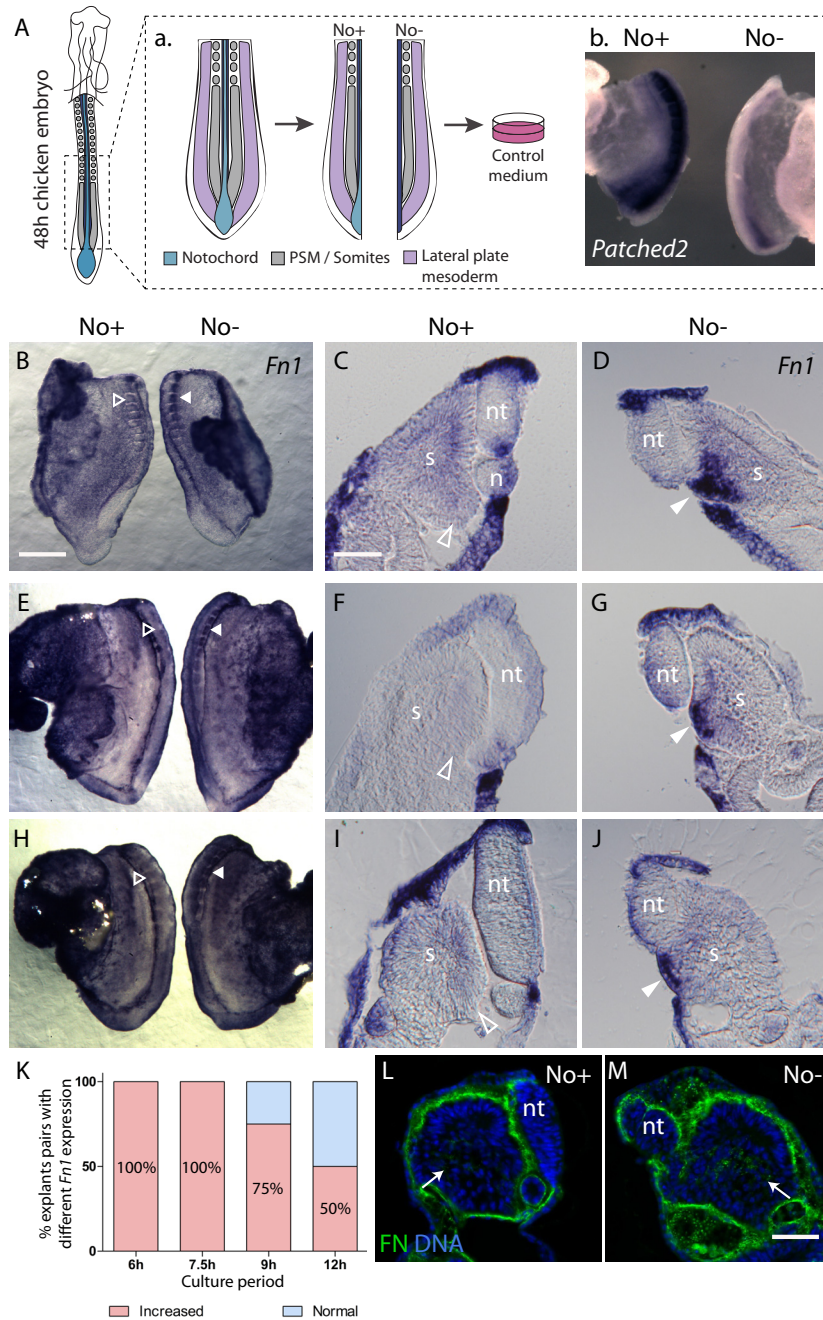 A
48h chicken embryo
a.
No+
No-
Control
medium
Notochord
PSM / Somites
Lateral plate
mesoderm
b.
No+
No-
Patched2
No+
No-
No+
No-
B
Fn1
C
nt
s
n
D
Fn1
nt
s
E
F
nt
s
G
nt
s
H
I
nt
s
J
nt
s
K
% explants pairs with
different Fn1 expression
100
50
0
100%
100%
75%
50%
6h
7.5h
9h
12h
Culture period
Increased
Normal
L
No+
nt
FN DNA
M
No-
nt